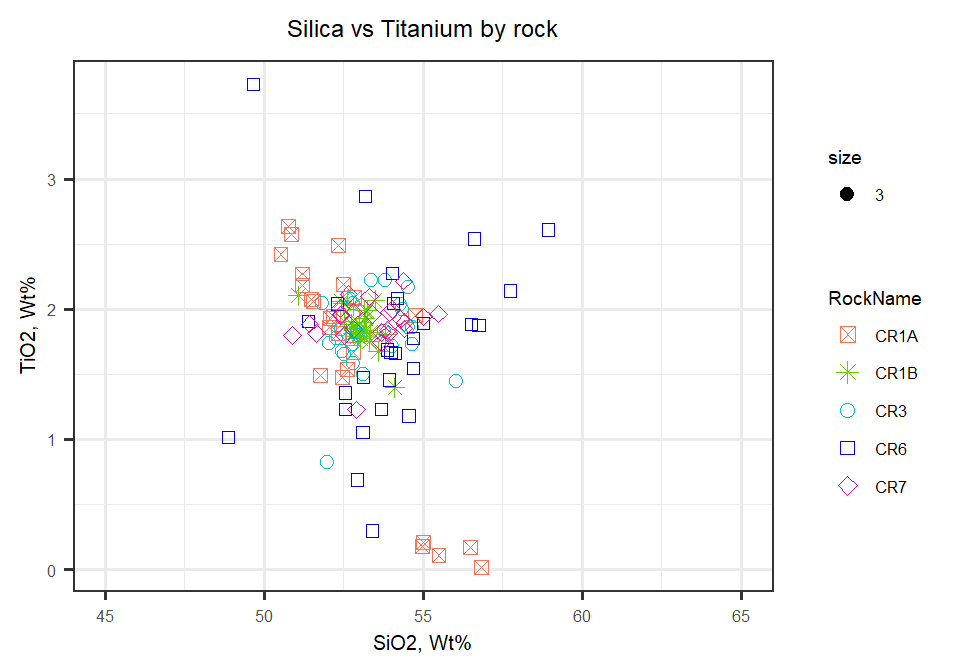 Silica vs Titanium by rock
TiO2, Wt%
3
2
1
0
45 50 55 60 65
SiO2, Wt%
size
3
RockName
CR1A
CR1B
CR3
CR6
CR7